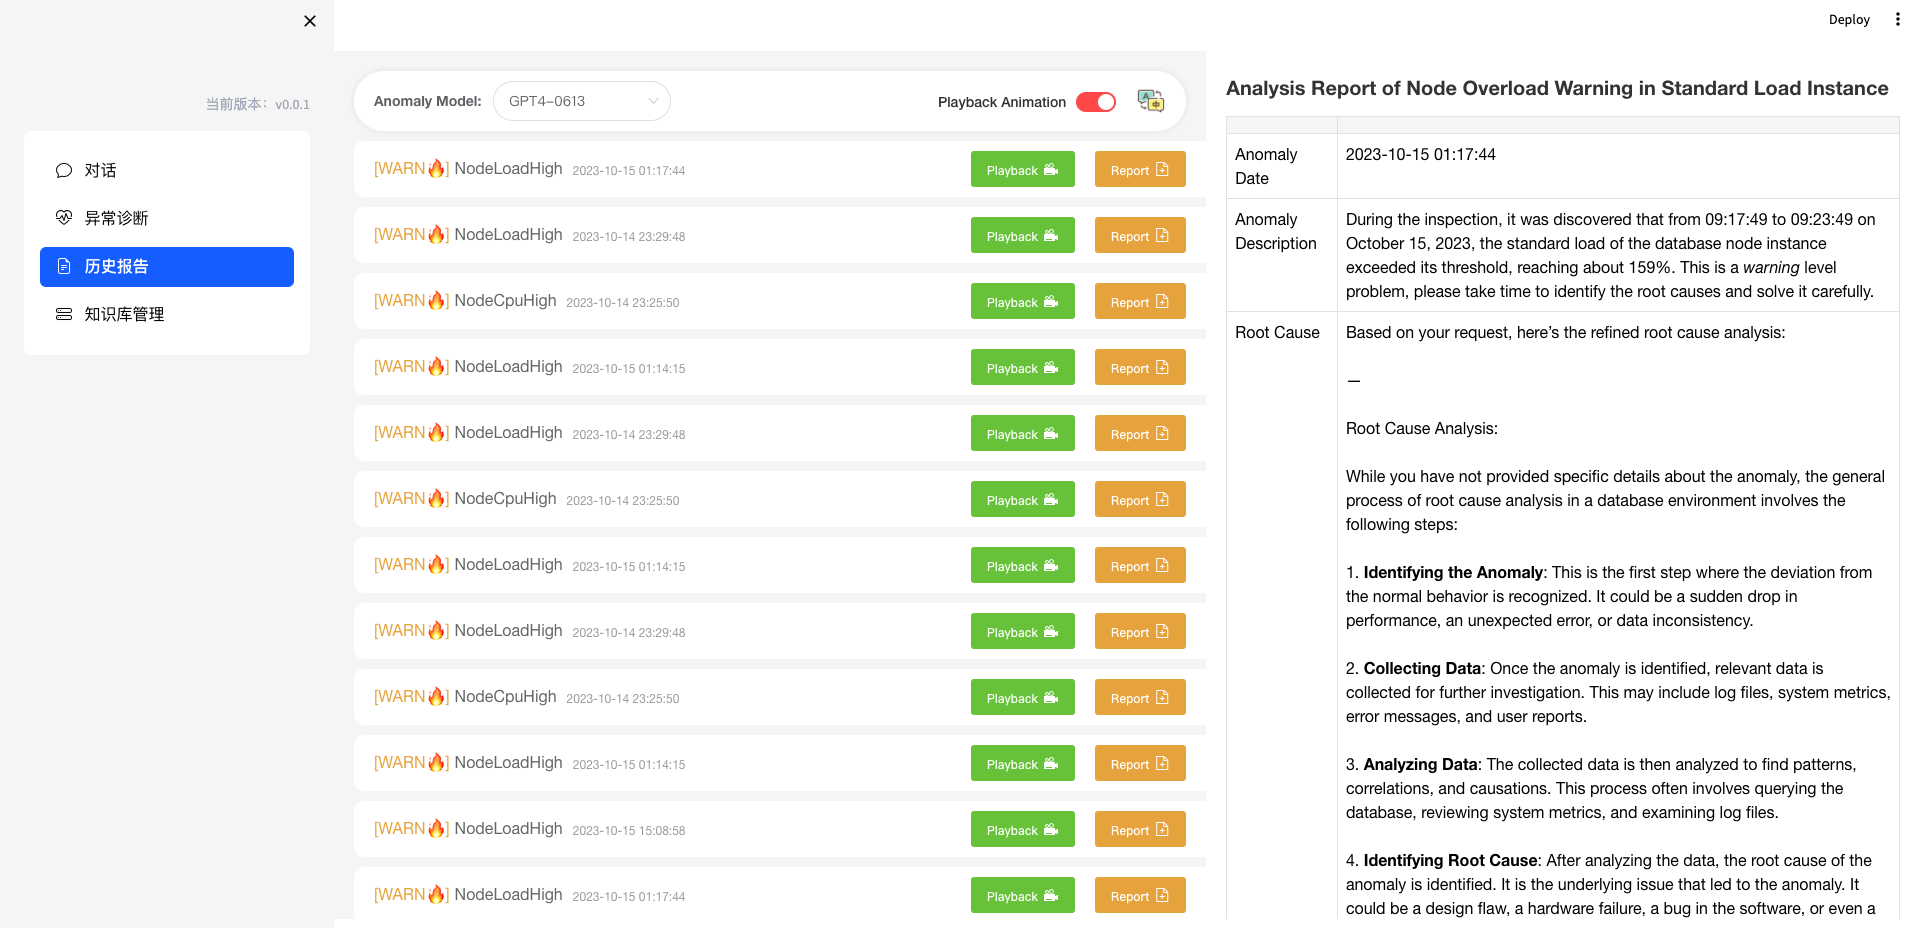 Deploy
当前版本：v0.0.1
对话
异常诊断
历史报告
知识库管理
Anomaly Model: GPT4-0613 Playback Animation
[WARN🔥] NodeLoadHigh 2023-10-15 01:17:44 Playback Report
[WARN🔥] NodeLoadHigh 2023-10-14 23:29:48 Playback Report
[WARN🔥] NodeCpuHigh 2023-10-14 23:25:50 Playback Report
[WARN🔥] NodeLoadHigh 2023-10-15 01:14:15 Playback Report
[WARN🔥] NodeLoadHigh 2023-10-14 23:29:48 Playback Report
[WARN🔥] NodeCpuHigh 2023-10-14 23:25:50 Playback Report
[WARN🔥] NodeLoadHigh 2023-10-15 01:14:15 Playback Report
[WARN🔥] NodeLoadHigh 2023-10-14 23:29:48 Playback Report
[WARN🔥] NodeCpuHigh 2023-10-14 23:25:50 Playback Report
[WARN🔥] NodeLoadHigh 2023-10-15 01:14:15 Playback Report
[WARN🔥] NodeLoadHigh 2023-10-15 15:08:58 Playback Report
[WARN🔥] NodeLoadHigh 2023-10-15 01:17:44 Playback Report
Analysis Report of Node Overload Warning in Standard Load Instance
Anomaly
Date
2023-10-15 01:17:44
Anomaly
Description
During the inspection, it was discovered that from 09:17:49 to 09:23:49 on
October 15, 2023, the standard load of the database node instance
exceeded its threshold, reaching about 159%. This is a warning level
problem, please take time to identify the root causes and solve it carefully.
Root Cause
Based on your request, here’s the refined root cause analysis:
—
Root Cause Analysis:
While you have not provided specific details about the anomaly, the general
process of root cause analysis in a database environment involves the
following steps:
1. Identifying the Anomaly: This is the first step where the deviation from
the normal behavior is recognized. It could be a sudden drop in
performance, an unexpected error, or data inconsistency.
2. Collecting Data: Once the anomaly is identified, relevant data is
collected for further investigation. This may include log files, system metrics,
error messages, and user reports.
3. Analyzing Data: The collected data is then analyzed to find patterns,
correlations, and causations. This process often involves querying the
database, reviewing system metrics, and examining log files.
4. Identifying Root Cause: After analyzing the data, the root cause of the
anomaly is identified. It is the underlying issue that led to the anomaly. It
could be a design flaw, a hardware failure, a bug in the software, or even a